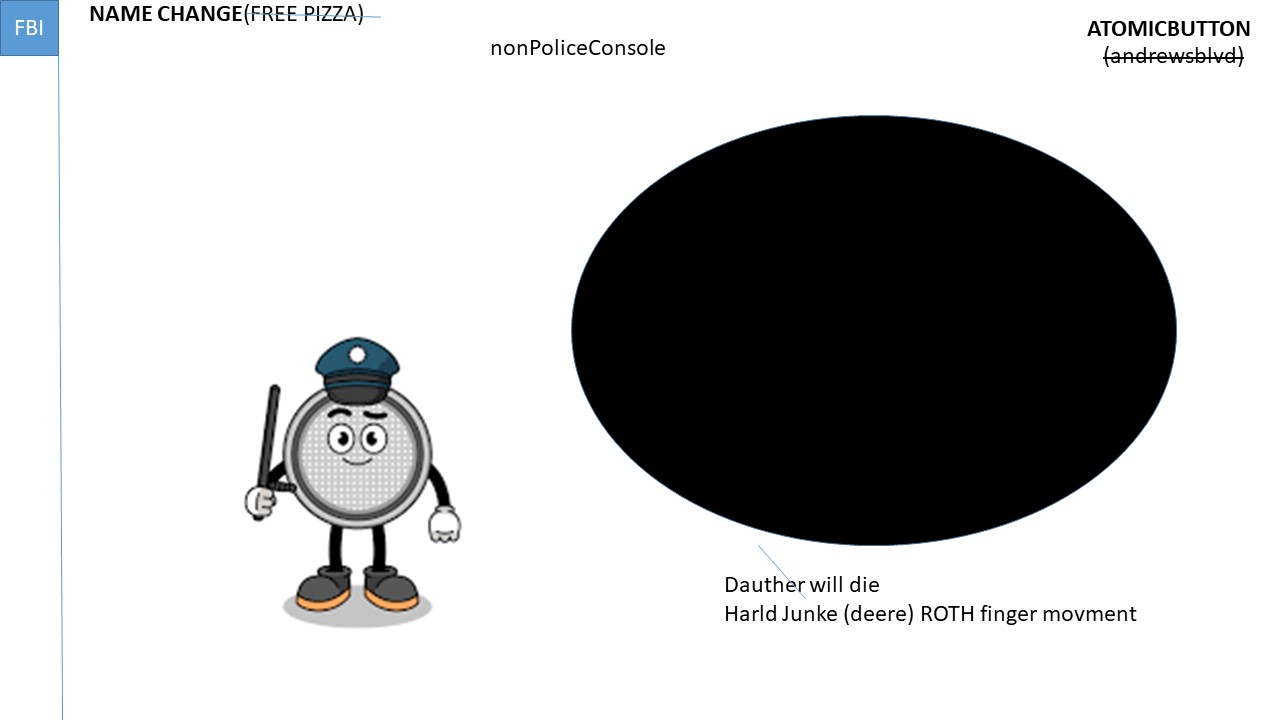 FBI
NAME CHANGE(FREE PIZZA)
nonPoliceConsole
ATOMICBUTTON
(andrewsblvd)
Dauther will die
Harld Junke (deere) ROTH finger movment